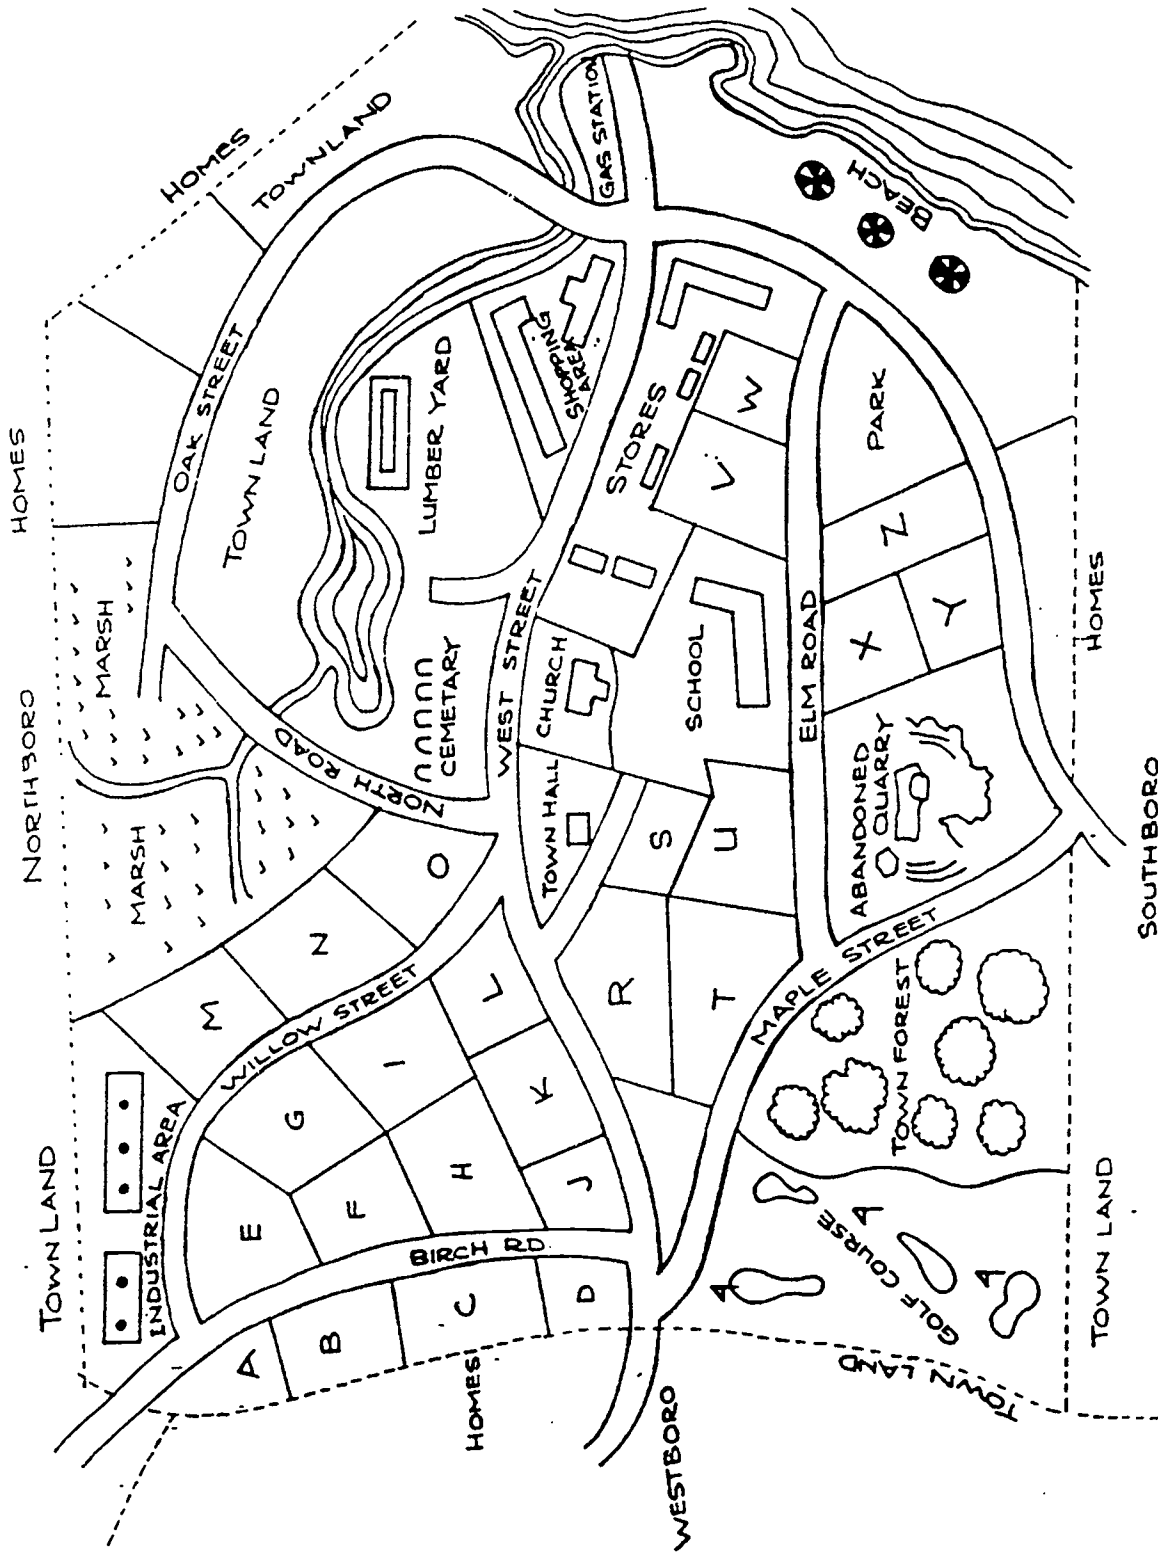 HOMES
TOWN LAND
OAK STREET
TOWN LAND
GAS STATION
BEACH
HOMES
NORTHBORO
MARSH
MARSH
NORTH ROAD
LUMBER YARD
SHOPPING
AREA
STORES
CEMETARY
WEST STREET
CHURCH
TOWN HALL
SCHOOL
ELM ROAD
PARK
W
V
Z
X
Y
HOMES
ABANDONED
QUARRY
SOUTHBORO
MAPLE STREET
TOWN FOREST
GOLF COURSE
TOWN LAND
TOWN LAND
WESTBORO
HOMES
BIRCH RD
WILLOW STREET
INDUSTRIAL AREA
TOWN LAND
A
B
C
D
E
F
G
H
I
J
K
L
M
N
O
R
S
T
U